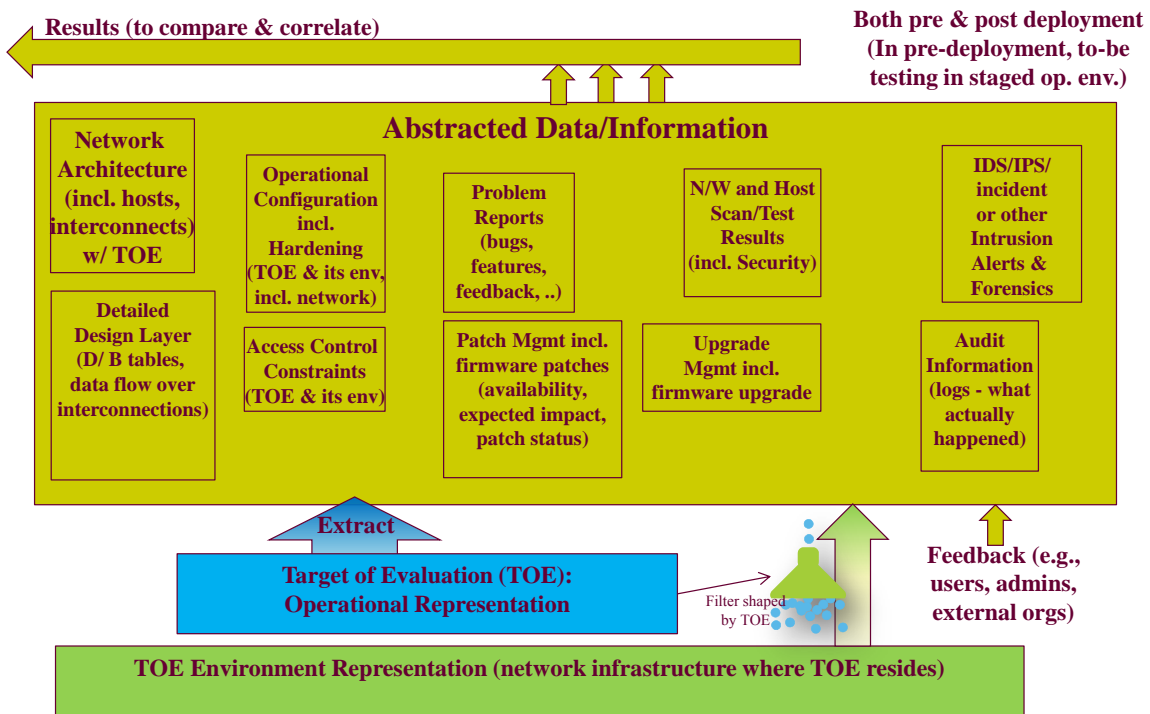 Results (to compare & correlate)
Both pre & post deployment
(In pre-deployment, to-be
testing in staged op. env.)
Abstracted Data/Information
Network
Architecture
(incl. hosts,
interconnects)
w/ TOE
Operational
Configuration
incl.
Hardening
(TOE & its env,
incl. network)
Problem
Reports
(bugs,
features,
feedback, ..)
N/W and Host
Scan/Test
Results
(incl. Security)
IDS/IPS/
incident
or other
Intrusion
Alerts &
Forensics
Detailed
Design Layer
(D/ B tables,
data flow over
interconnections)
Access Control
Constraints
(TOE & its env)
Patch Mgmt incl.
firmware patches
(availability,
expected impact,
patch status)
Upgrade
Mgmt incl.
firmware upgrade
Audit
Information
(logs - what
actually
happened)
Extract
Target of Evaluation (TOE):
Operational Representation
Filter shaped
by TOE
Feedback (e.g.,
users, admins,
external orgs)
TOE Environment Representation (network infrastructure where TOE resides)